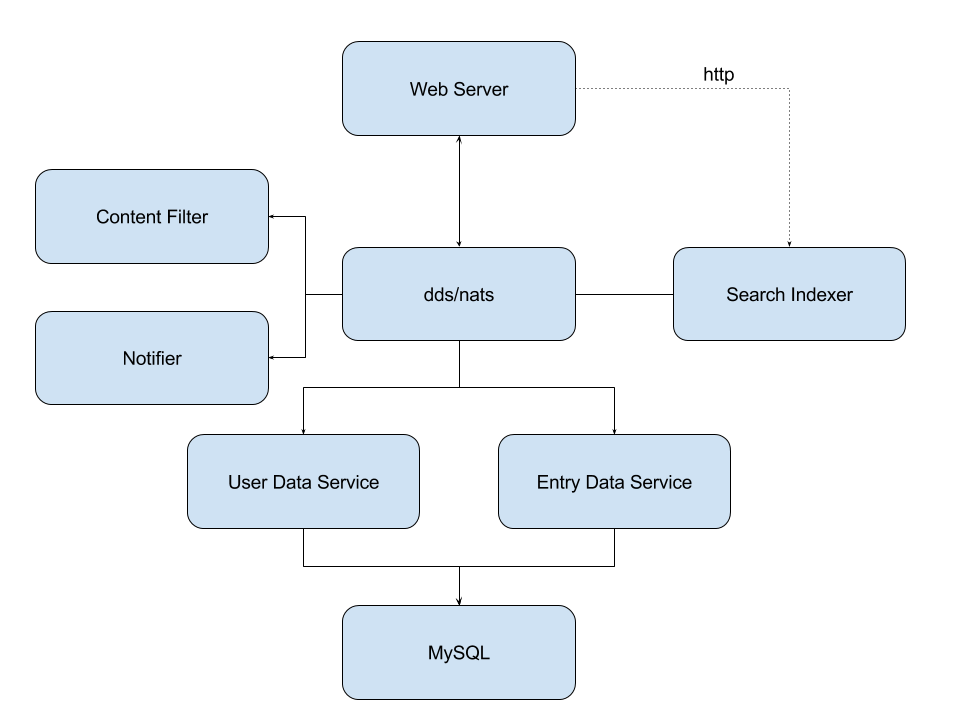 Web Server
http
Content Filter
dds/nats
Search Indexer
Notifier
User Data Service
Entry Data Service
MySQL